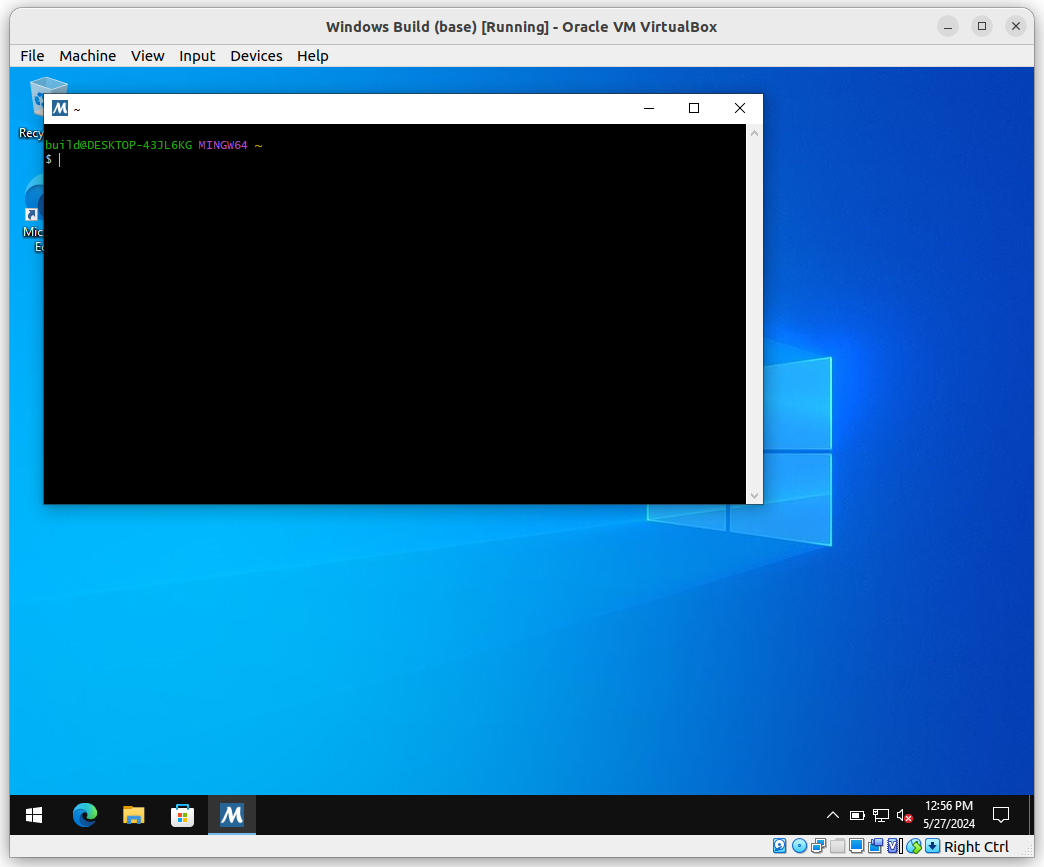 Windows Build (base) [Running] - Oracle VM VirtualBox
File Machine View Input Devices Help
~
Recy
build@DESKTOP-43JL6KG MINGW64 ~
$
Mic
Ec
12:56 PM
5/27/2024
Right Ctrl